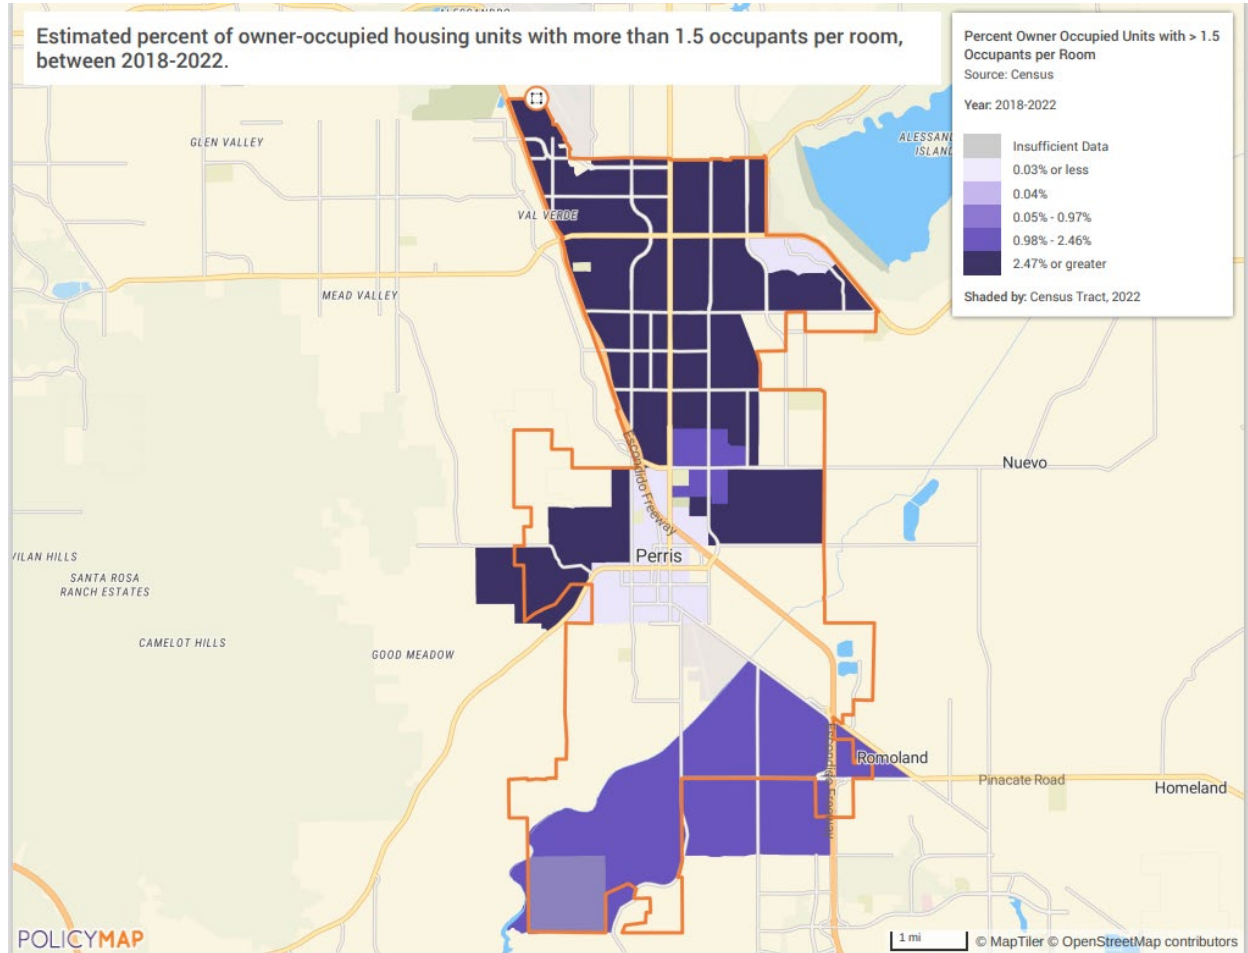 ALESSANDRO
Estimated percent of owner-occupied housing units with more than 1.5 occupants per room,
between 2018-2022.
Percent Owner Occupied Units with > 1.5
Occupants per Room
Source: Census
Year: 2018-2022
Insufficient Data
0.03% or less
0.04%
0.05% - 0.97%
0.98% - 2.46%
2.47% or greater
Shaded by: Census Tract, 2022
GLEN VALLEY
ISLAND
VAL VERDE
MEAD VALLEY
Escondido Freeway
Nuevo
Perris
SANTA ROSA
RANCH ESTATES
CAMELOT HILLS
GOOD MEADOW
Romoland
Escondido Freeway
Pinacate Road
Homeland
POLICYMAP
1 mi
© MapTiler © OpenStreetMap contributors